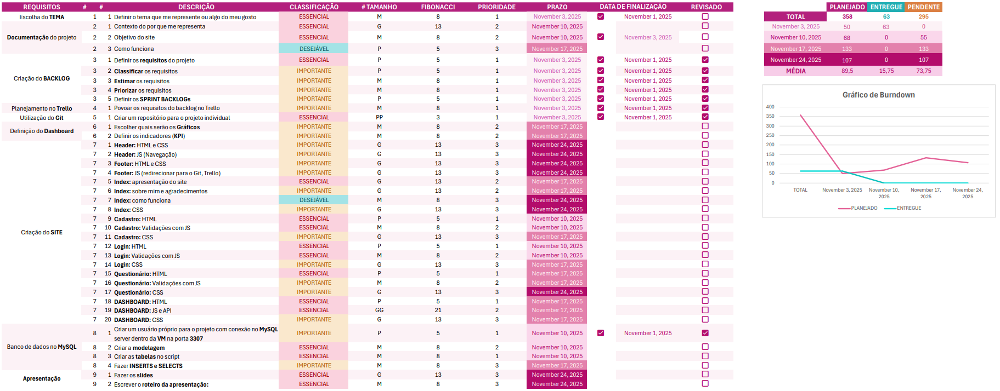 REQUISITOS # # DESCRIÇÃO CLASSIFICAÇÃO # TAMANHO FIBONACCI PRIORIDADE PRAZO DATA DE FINALIZAÇÃO REVISADO
Escolha do TEMA 1 1 Definir o tema que me represente ou algo do meu gosto ESSENCIAL M 8 1 November 3, 2025 November 1, 2025
2 1 Contexto do por que me representa ESSENCIAL G 13 2 November 10, 2025
Documentação do projeto 2 2 Objetivo do site ESSENCIAL M 8 2 November 10, 2025 November 3, 2025
2 3 Como funciona DESEJÁVEL P 5 3 November 17, 2025
3 1 Definir os requisitos do projeto ESSENCIAL P 5 1 November 3, 2025 November 1, 2025
3 2 Classificar os requisitos IMPORTANTE P 5 1 November 3, 2025 November 1, 2025
Criação do BACKLOG 3 3 Estimar os requisitos IMPORTANTE M 8 1 November 3, 2025 November 1, 2025
3 4 Priorizar os requisitos IMPORTANTE M 8 1 November 3, 2025 November 1, 2025
3 5 Definir os SPRINT BACKLOGs IMPORTANTE P 5 1 November 3, 2025 November 1, 2025
Planejamento no Trello 4 1 Povoar os requisitos do backlog no Trello IMPORTANTE M 8 1 November 3, 2025 November 1, 2025
Utilização do Git 5 1 Criar um repositório para o projeto individual ESSENCIAL PP 3 1 November 3, 2025 November 1, 2025
Definição do Dashboard 6 1 Escolher quais serão os Gráficos IMPORTANTE M 8 2 November 17, 2025
6 2 Definir os indicadores (KPI) IMPORTANTE M 8 2 November 17, 2025
7 1 Header: HTML e CSS IMPORTANTE G 13 3 November 24, 2025
7 2 Header: JS (Navegação) IMPORTANTE G 13 3 November 24, 2025
7 3 Footer: HTML e CSS IMPORTANTE G 13 3 November 24, 2025
7 4 Footer: JS (redirecionar para o Git, Trello) IMPORTANTE G 13 3 November 24, 2025
7 5 Index: apresentação do site ESSENCIAL G 13 2 November 17, 2025
7 6 Index: sobre mim e agradecimentos IMPORTANTE G 13 2 November 17, 2025
7 7 Index: como funciona DESEJÁVEL M 8 3 November 24, 2025
7 8 Index: CSS IMPORTANTE G 13 3 November 24, 2025
7 9 Cadastro: HTML ESSENCIAL P 5 1 November 10, 2025
7 10 Cadastro: Validações com JS ESSENCIAL M 8 2 November 10, 2025
Criação do SITE 7 11 Cadastro: CSS IMPORTANTE G 13 3 November 17, 2025
7 12 Login: HTML ESSENCIAL P 5 1 November 10, 2025
7 13 Login: Validações com JS ESSENCIAL M 8 2 November 10, 2025
7 14 Login: CSS IMPORTANTE G 13 3 November 17, 2025
7 15 Questionário: HTML ESSENCIAL P 5 1 November 17, 2025
7 16 Questionário: Validações com JS IMPORTANTE M 8 2 November 17, 2025
7 17 Questionário: CSS IMPORTANTE G 13 3 November 24, 2025
7 18 DASHBOARD: HTML ESSENCIAL P 5 1 November 17, 2025
7 19 DASHBOARD: JS e API ESSENCIAL GG 21 2 November 17, 2025
7 20 DASHBOARD: CSS IMPORTANTE G 13 3 November 17, 2025
8 1 Criar um usuário próprio para o projeto com conexão no MySQL
server dentro da VM na porta 3307 IMPORTANTE P 5 1 November 10, 2025 November 1, 2025
Banco de dados no MySQL 8 2 Criar a modelagem ESSENCIAL M 8 2 November 10, 2025
8 3 Criar as tabelas no script ESSENCIAL M 8 1 November 10, 2025
8 4 Fazer INSERTS e SELECTS IMPORTANTE M 8 3 November 17, 2025
Apresentação 9 1 Fazer os slides ESSENCIAL G 13 3 November 24, 2025
9 2 Escrever o roteiro da apresentação: ESSENCIAL M 8 3 November 24, 2025
PLANEJADO ENTREGUE PENDENTE
TOTAL 358 63 295
November 3, 2025 50 63 0
November 10, 2025 68 0 55
November 17, 2025 133 0 133
November 24, 2025 107 0 107
MÉDIA 89,5 15,75 73,75
Gráfico de Burndown
400
350
300
250
200
150
100
50
0
TOTAL November 3, 2025 November 10, 2025 November 17, 2025 November 24, 2025
PLANEJADO ENTREGUE